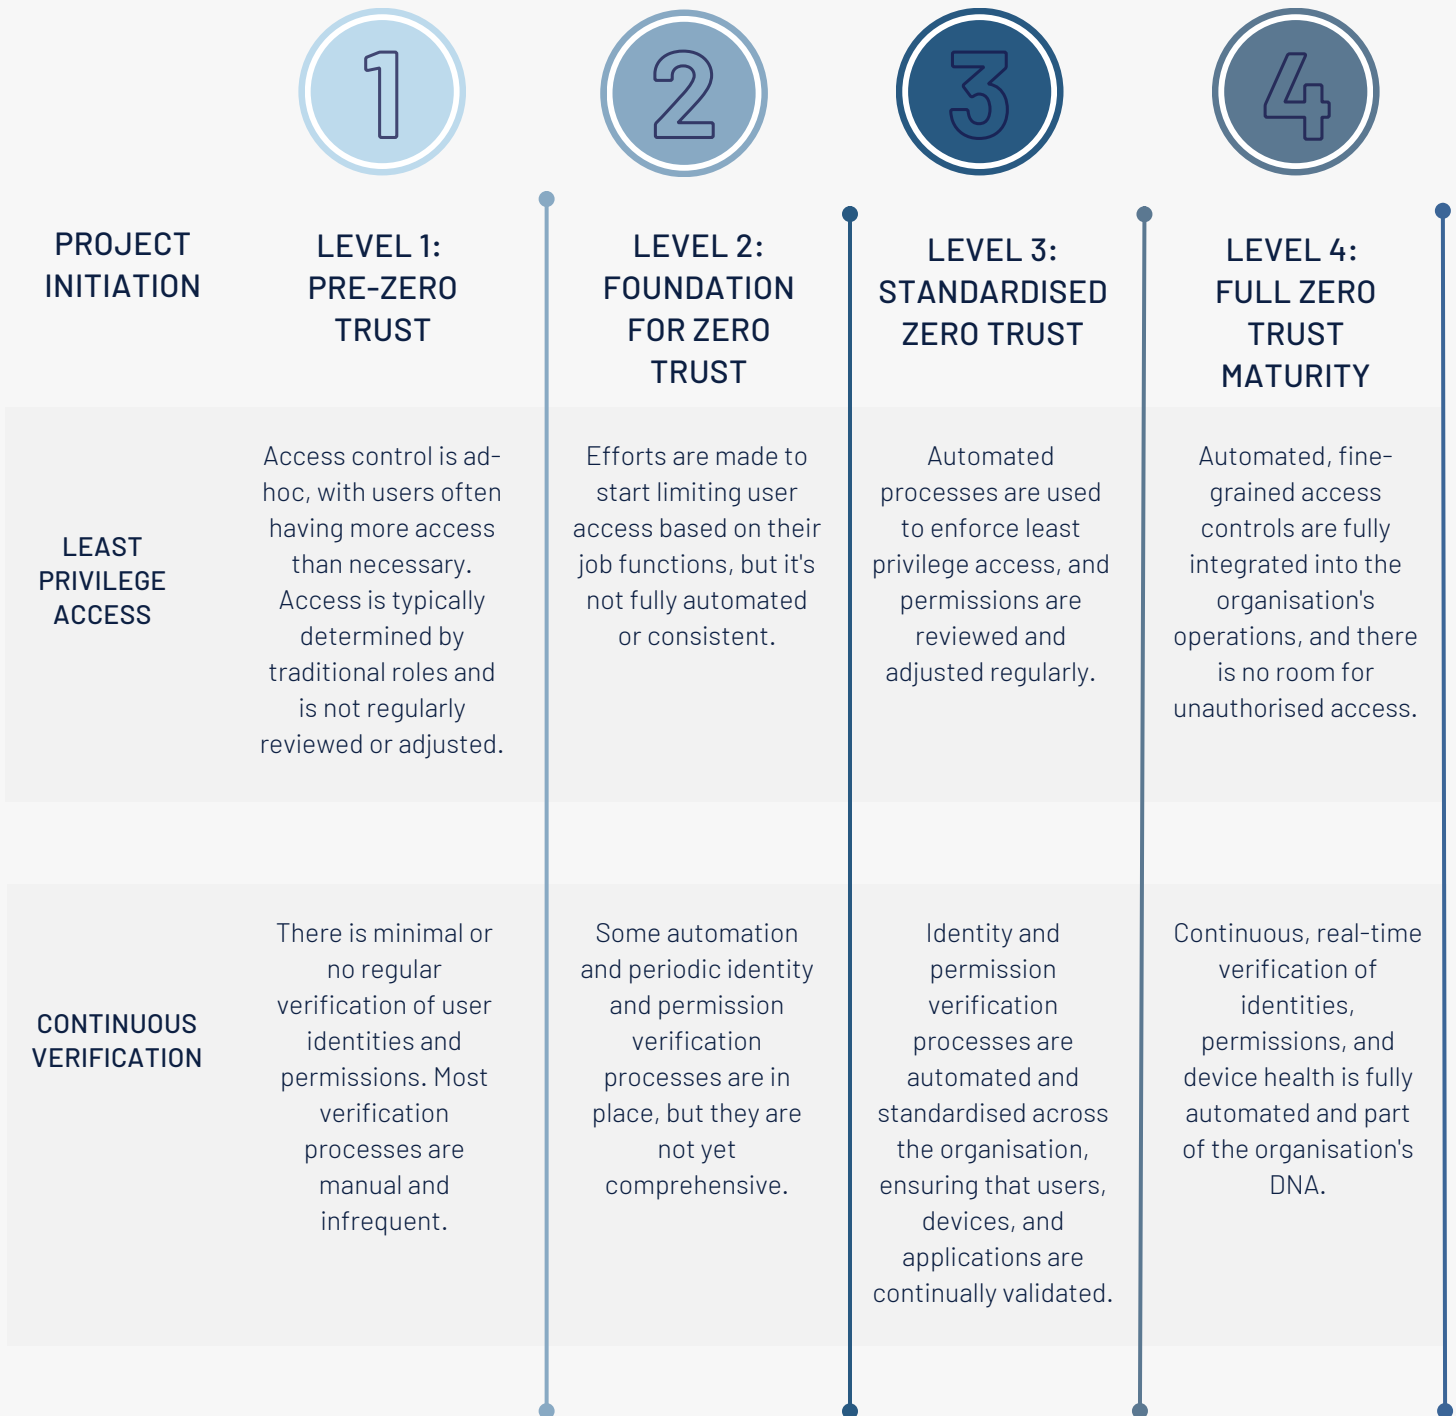 1
2
3
4
PROJECT
INITIATION
LEVEL 1:
PRE-ZERO
TRUST
LEVEL 2:
FOUNDATION
FOR ZERO
TRUST
LEVEL 3:
STANDARDISED
ZERO TRUST
LEVEL 4:
FULL ZERO
TRUST
MATURITY
LEAST
PRIVILEGE
ACCESS
Access control is ad-
hoc, with users often
having more access
than necessary.
Access is typically
determined by
traditional roles and
is not regularly
reviewed or adjusted.
Efforts are made to
start limiting user
access based on their
job functions, but it's
not fully automated
or consistent.
Automated
processes are used
to enforce least
privilege access, and
permissions are
reviewed and
adjusted regularly.
Automated, fine-
grained access
controls are fully
integrated into the
organisation's
operations, and there
is no room for
unauthorised access.
CONTINUOUS
VERIFICATION
There is minimal or
no regular
verification of user
identities and
permissions. Most
verification
processes are
manual and
infrequent.
Some automation
and periodic identity
and permission
verification
processes are in
place, but they are
not yet
comprehensive.
Identity and
permission
verification
processes are
automated and
standardised across
the organisation,
ensuring that users,
devices, and
applications are
continually validated.
Continuous, real-time
verification of
identities,
permissions, and
device health is fully
automated and part
of the organisation's
DNA.